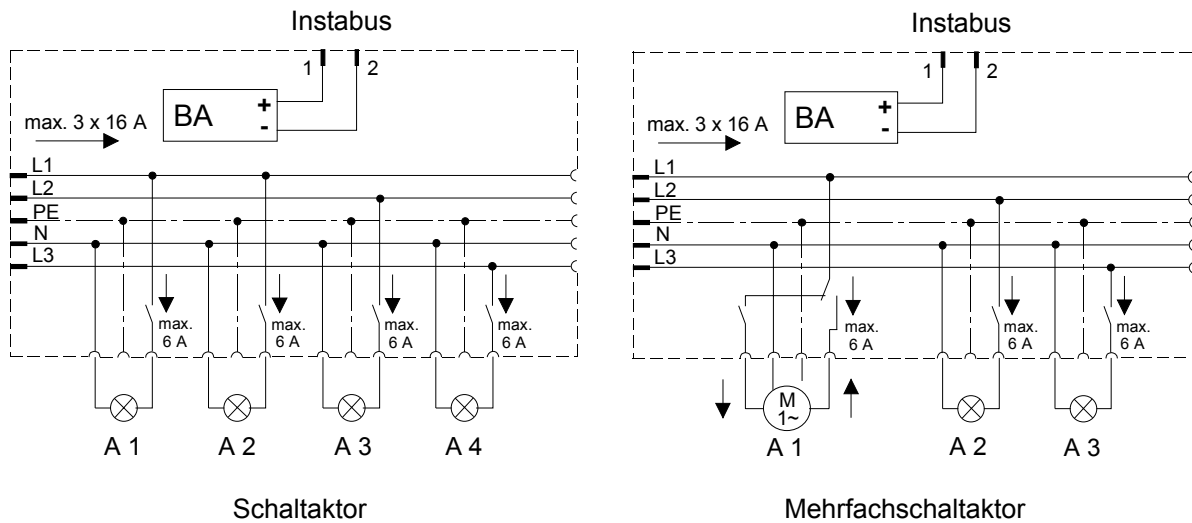 Instabus
1 2
BA + -
max. 3 x 16 A
L1
L2
PE
N
L3
max. 6 A
max. 6 A
max. 6 A
max. 6 A
A 1 A 2 A 3 A 4
Schaltaktor
Instabus
1 2
BA + -
max. 3 x 16 A
L1
L2
PE
N
L3
max. 6 A
max. 6 A
max. 6 A
M 1~
A 1 A 2 A 3
Mehrfachschaltaktor